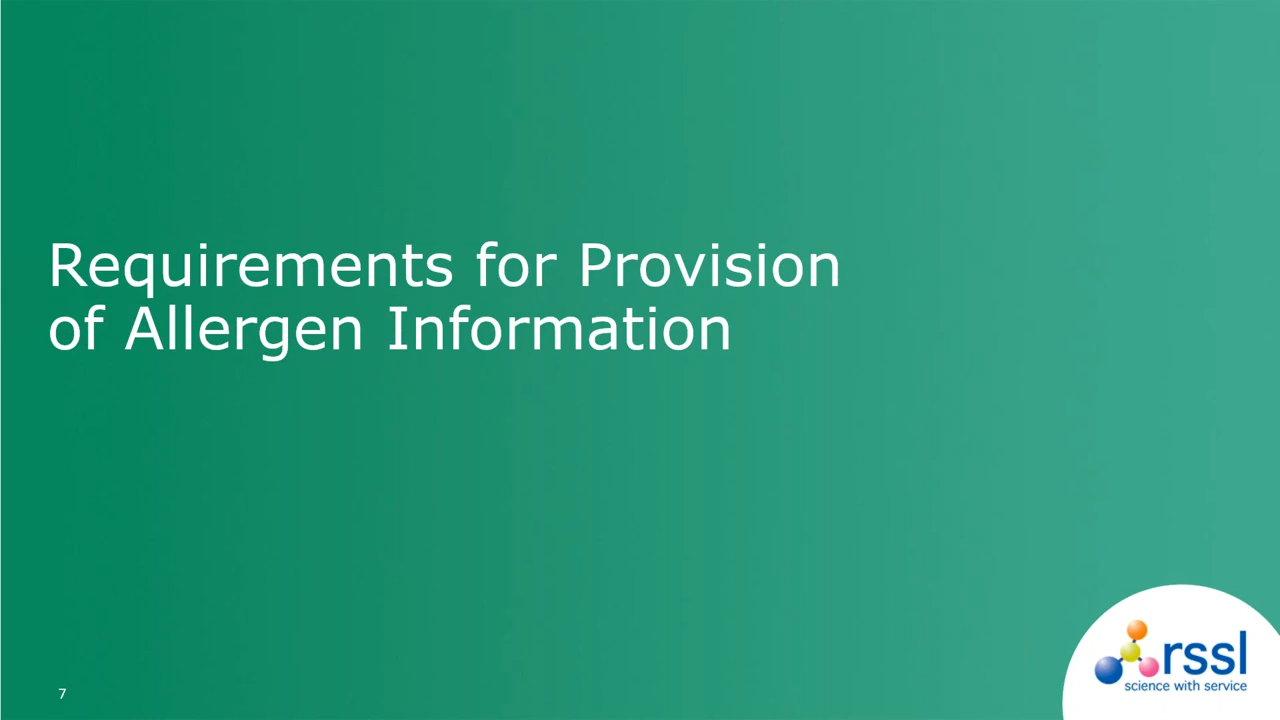 Requirements for Provision
of Allergen Information
7
rssl
science with service